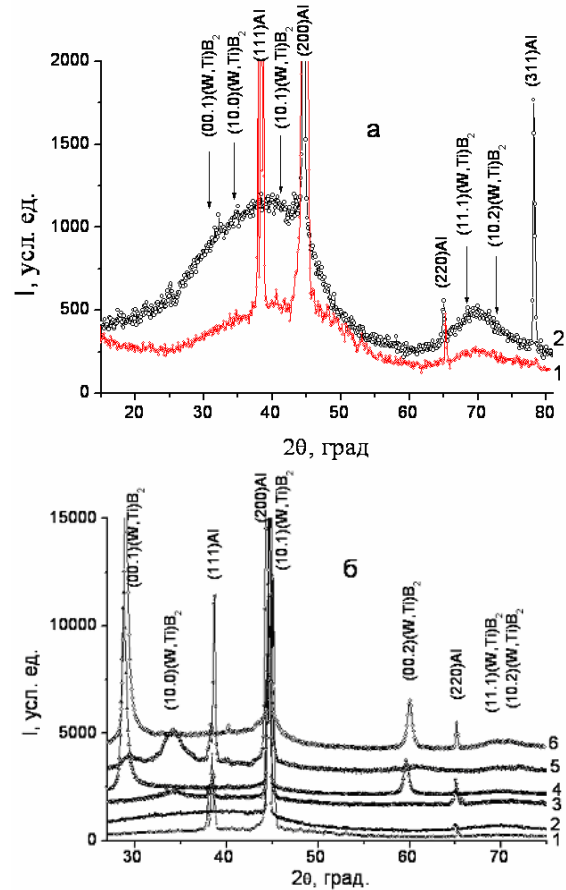 2000
1500
1000
500
0
I, усл. ед.
(00.1)(W,Ti)B₂
(10.0)(W,Ti)B₂
(111)Al
(10.1)(W,Ti)B₂
(200)Al
а
(220)Al
(11.1)(W,Ti)B₂
(10.2)(W,Ti)B₂
(311)Al
2
1
20 30 40 50 60 70 80
2θ, град
15000
10000
5000
0
I, усл. ед.
(00.1)(W,Ti)B₂
(10.0)(W,Ti)B₂
(111)Al
(200)Al
(10.1)(W,Ti)B₂
б
(00.2)(W,Ti)B₂
(220)Al
(11.1)(W,Ti)B₂
(10.2)(W,Ti)B₂
6
5
4
3
2
1
30 40 50 60 70
2θ, град.